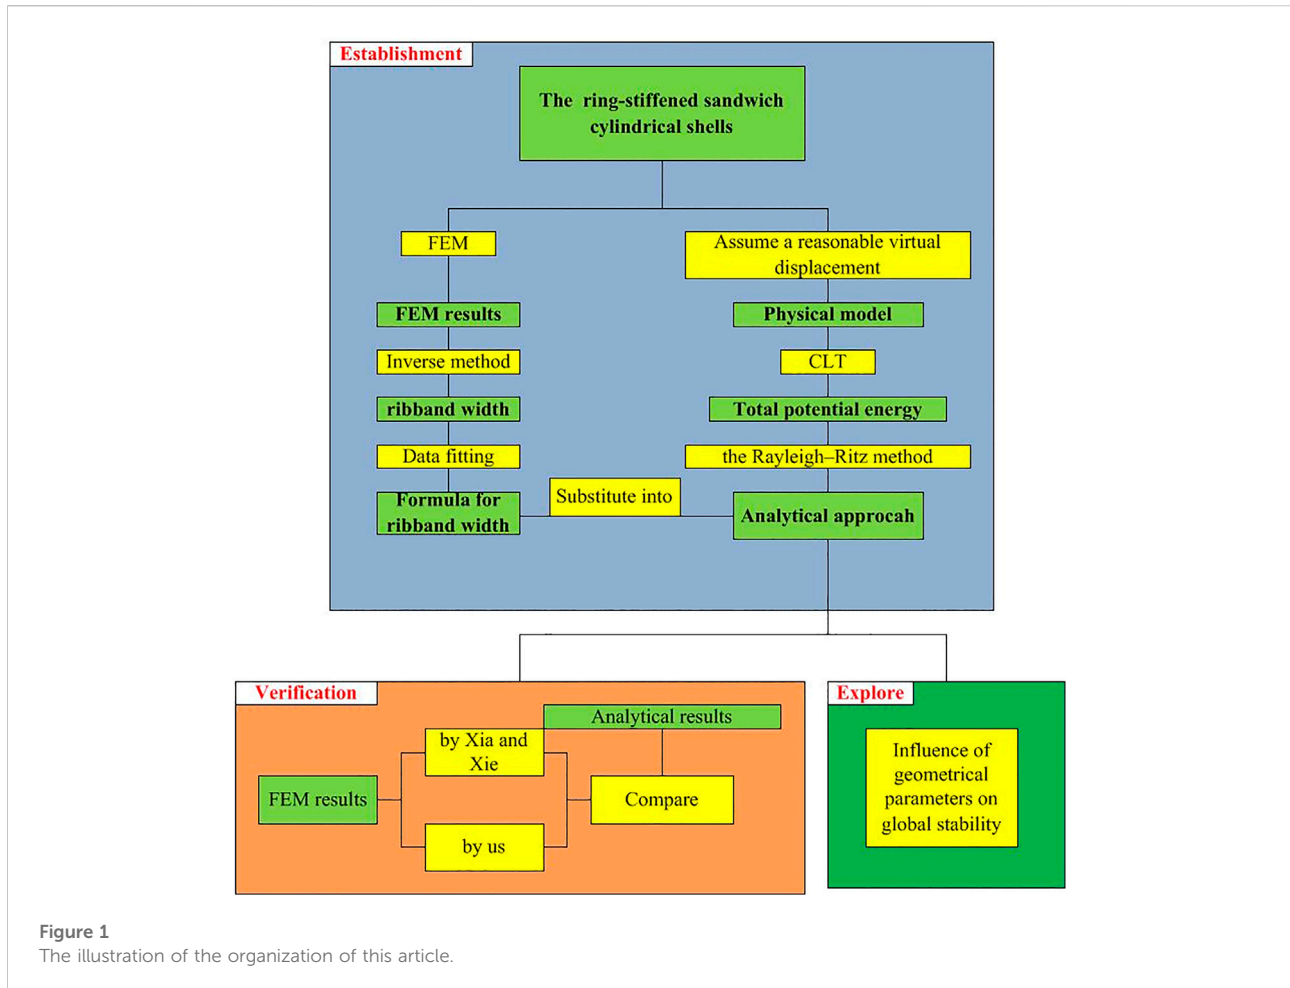 Establishment
The ring-stiffened sandwich
cylindrical shells
FEM
Assume a reasonable virtual
displacement
FEM results
Physical model
Inverse method
CLT
ribband width
Total potential energy
Data fitting
the Rayleigh–Ritz method
Formula for
ribband width
Substitute into
Analytical approcah
Verification
Analytical results
by Xia and
Xie
FEM results
Compare
by us
Explore
Influence of
geometrical
parameters on
global stability
Figure 1
The illustration of the organization of this article.